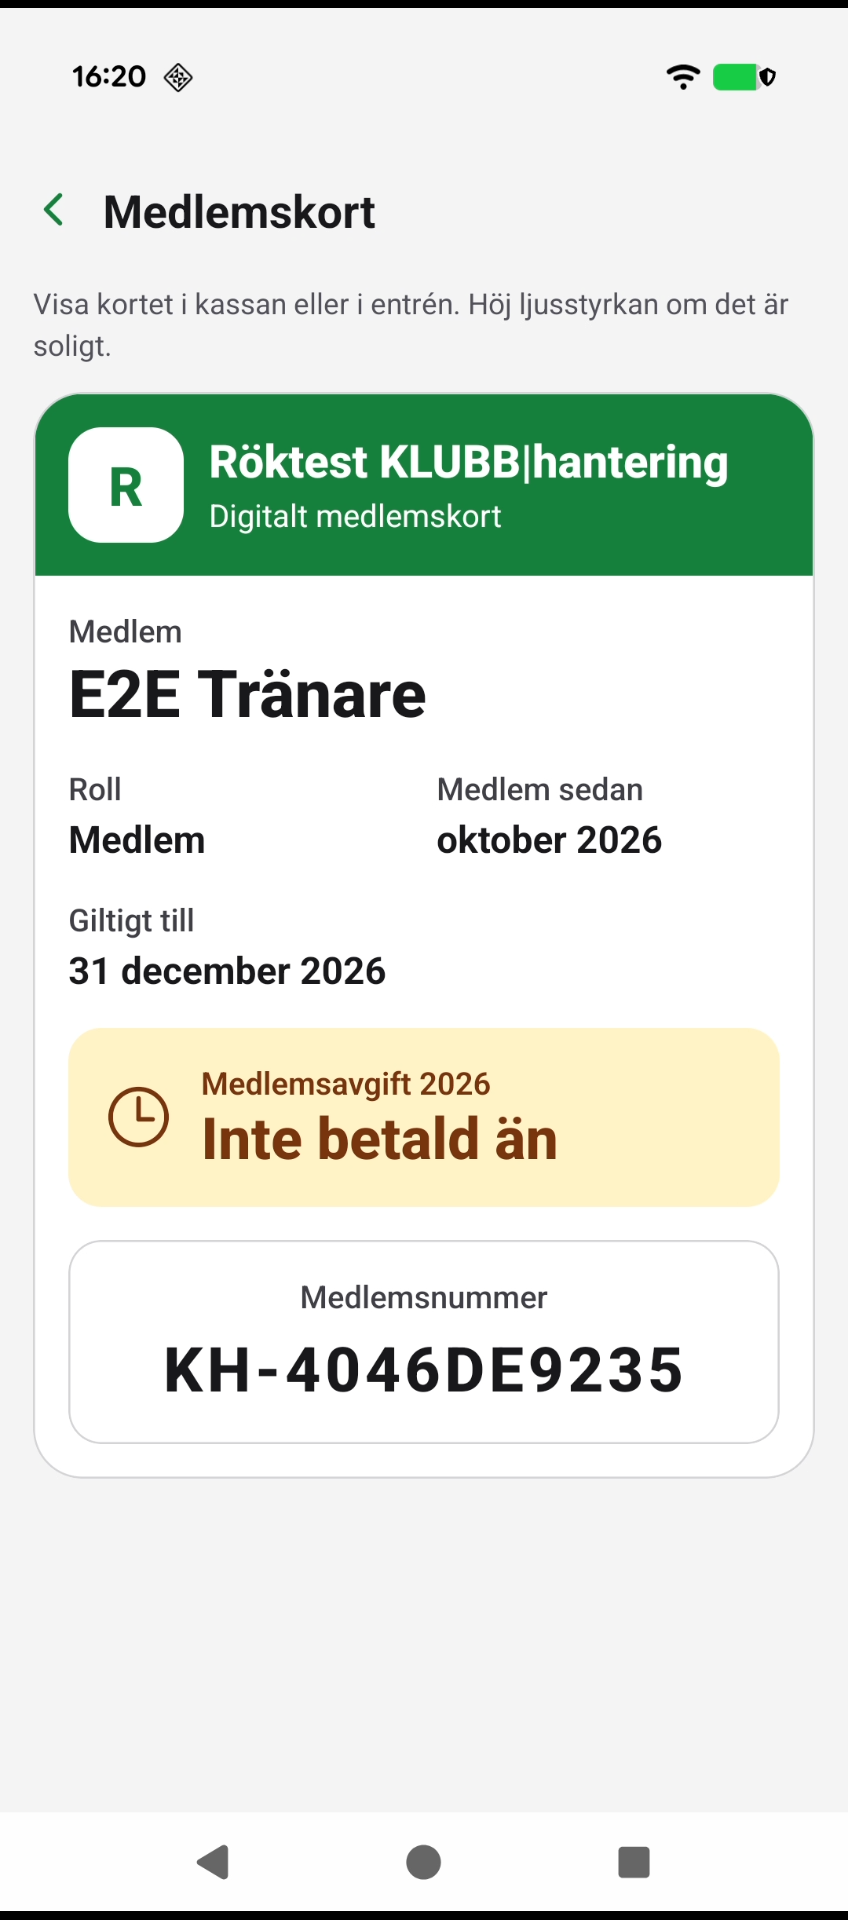 16:20
Medlemskort
Visa kortet i kassan eller i entrén. Höj ljusstyrkan om det är
soligt.
R
Röktest KLUBB|hantering
Digitalt medlemskort
Medlem
E2E Tränare
Roll
Medlem
Medlem sedan
oktober 2026
Giltigt till
31 december 2026
Medlemsavgift 2026
Inte betald än
Medlemsnummer
KH-4046DE9235